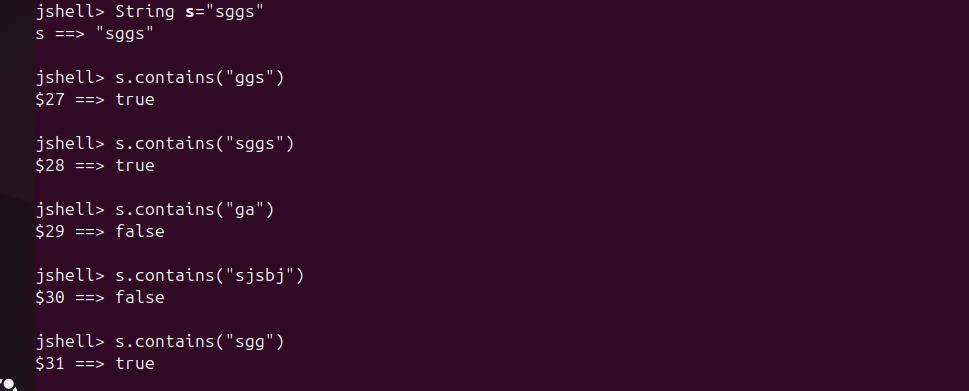 jshell> String s="sggs"
s ==> "sggs"
jshell> s.contains("ggs")
$27 ==> true
jshell> s.contains("sggs")
$28 ==> true
jshell> s.contains("ga")
$29 ==> false
jshell> s.contains("sjsbj")
$30 ==> false
jshell> s.contains("sgg")
$31 ==> true